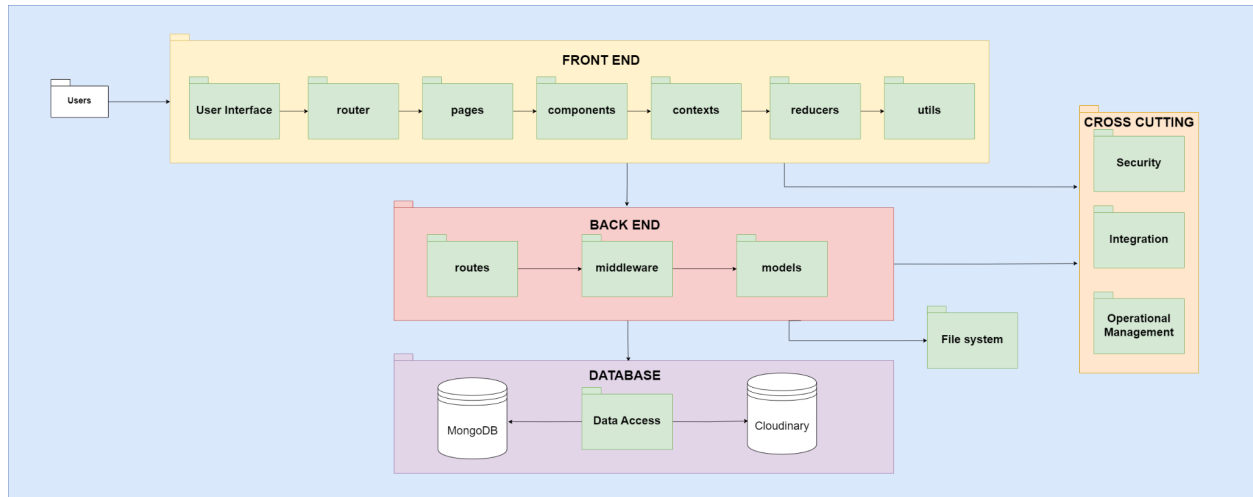 FRONT END
Users
User Interface
router
pages
components
contexts
reducers
utils
CROSS CUTTING
Security
Integration
Operational
Management
BACK END
routes
middleware
models
File system
DATABASE
MongoDB
Data Access
Cloudinary